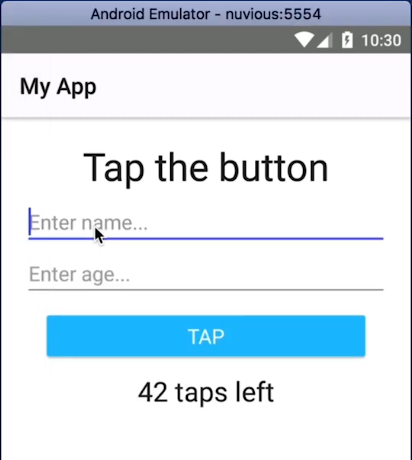 Android Emulator - nuvious:5554
10:30
My App
Tap the button
Enter name...
Enter age...
TAP
42 taps left